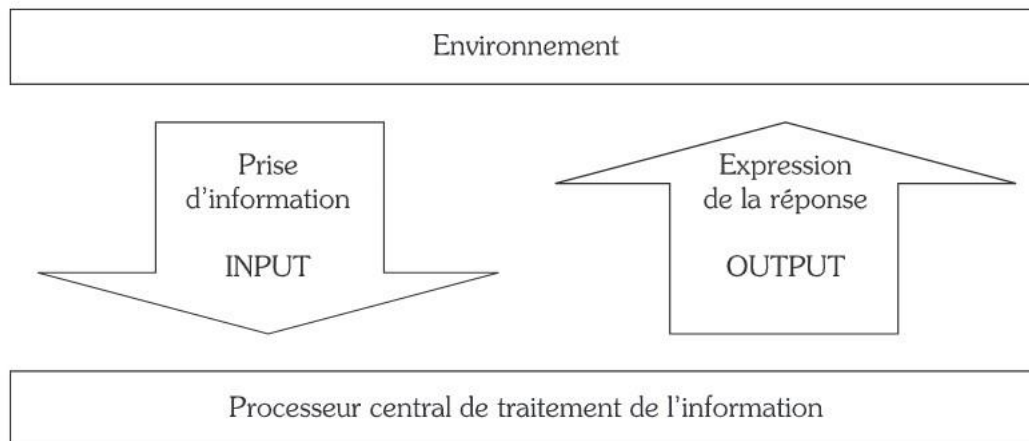 Environnement
Prise
d’information
INPUT
Expression
de la réponse
OUTPUT
Processeur central de traitement de l’information